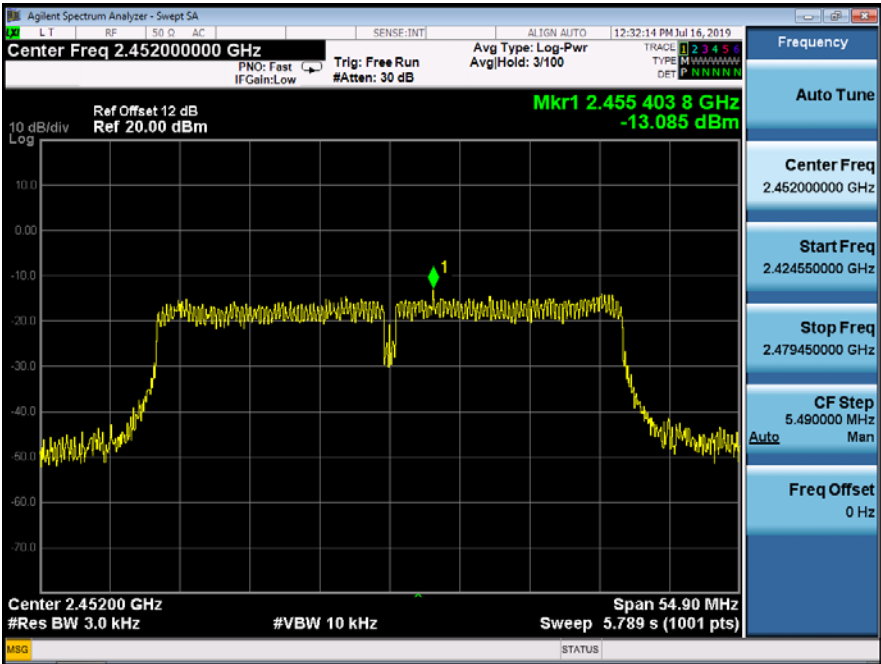 Agilent Spectrum Analyzer - Swept SA
LXI L T RF 50 Ω AC SENSE:INT ALIGN AUTO 12:32:14 PM Jul 16, 2019
Center Freq 2.452000000 GHz
PNO: Fast
IFGain:Low
Trig: Free Run
#Atten: 30 dB
Avg Type: Log-Pwr
Avg|Hold: 3/100
TRACE 1 2 3 4 5 6
TYPE M WWWWW
DET P N N N N N
Ref Offset 12 dB
10 dB/div Ref 20.00 dBm
Log
Mkr1 2.455 403 8 GHz
-13.085 dBm
10.0
0.00
-10.0
-20.0
-30.0
-40.0
-50.0
-60.0
-70.0
1
Center 2.45200 GHz Span 54.90 MHz
#Res BW 3.0 kHz #VBW 10 kHz Sweep 5.789 s (1001 pts)
MSG STATUS
Frequency
Auto Tune
Center Freq
2.452000000 GHz
Start Freq
2.424550000 GHz
Stop Freq
2.479450000 GHz
CF Step
5.490000 MHz
Auto Man
Freq Offset
0 Hz